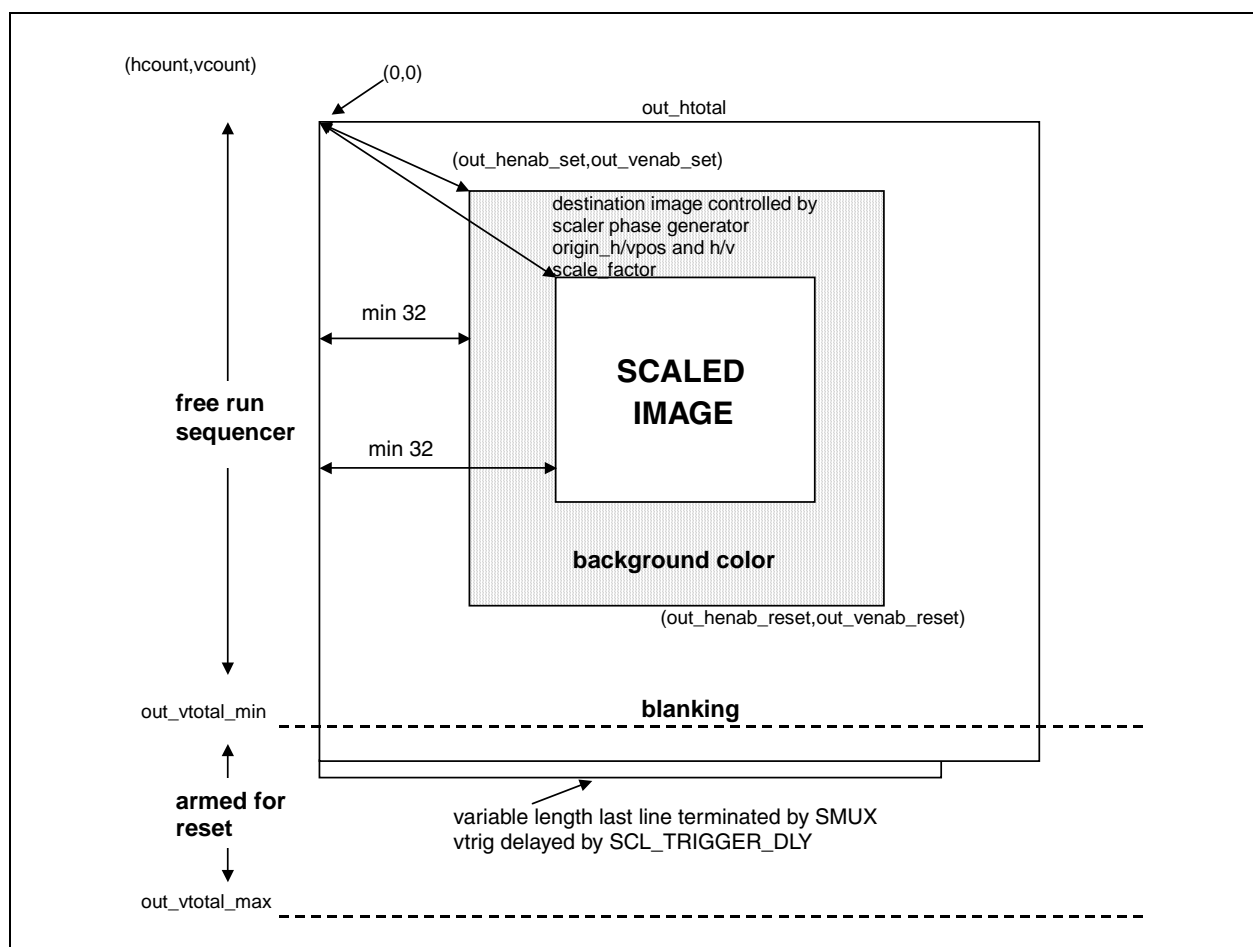 (hcount,vcount)
(0,0)
out_htotal
(out_henab_set,out_venab_set)
destination image controlled by
scaler phase generator
origin_h/vpos and h/v
scale_factor
min 32
SCALED
IMAGE
free run
sequencer
min 32
background color
(out_henab_reset,out_venab_reset)
out_vtotal_min
blanking
armed for
reset
variable length last line terminated by SMUX
vtrig delayed by SCL_TRIGGER_DLY
out_vtotal_max